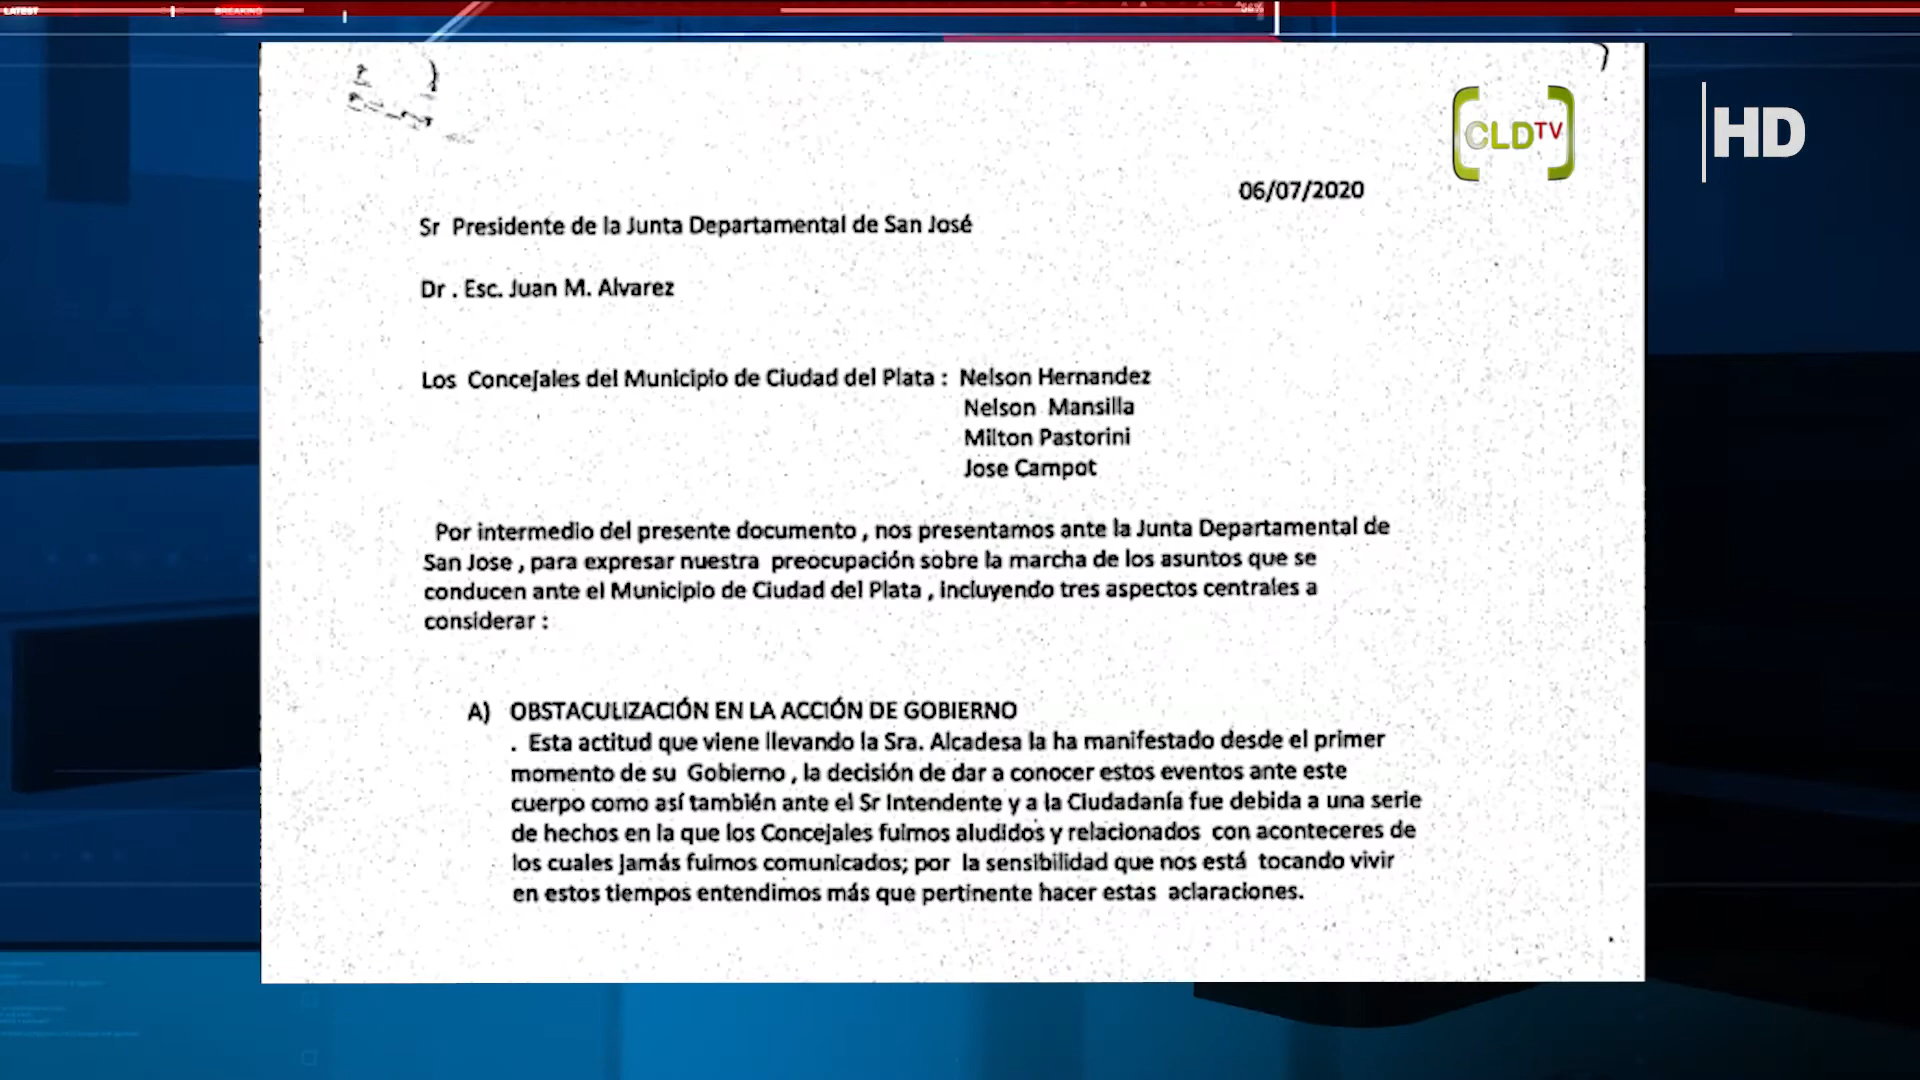 LATEST
BREAKING
56%
HD
CLDTV
06/07/2020
Sr Presidente de la Junta Departamental de San José
Dr . Esc. Juan M. Alvarez
Los Concejales del Municipio de Ciudad del Plata : Nelson Hernandez
Nelson Mansilla
Milton Pastorini
Jose Campot
Por intermedio del presente documento , nos presentamos ante la Junta Departamental de
San Jose , para expresar nuestra preocupación sobre la marcha de los asuntos que se
conducen ante el Municipio de Ciudad del Plata , incluyendo tres aspectos centrales a
considerar :
A) OBSTACULIZACIÓN EN LA ACCIÓN DE GOBIERNO
. Esta actitud que viene llevando la Sra. Alcadesa la ha manifestado desde el primer
momento de su Gobierno , la decisión de dar a conocer estos eventos ante este
cuerpo como así también ante el Sr Intendente y a la Ciudadanía fue debida a una serie
de hechos en la que los Concejales fuimos aludidos y relacionados con aconteceres de
los cuales jamás fuimos comunicados; por la sensibilidad que nos está tocando vivir
en estos tiempos entendimos más que pertinente hacer estas aclaraciones.